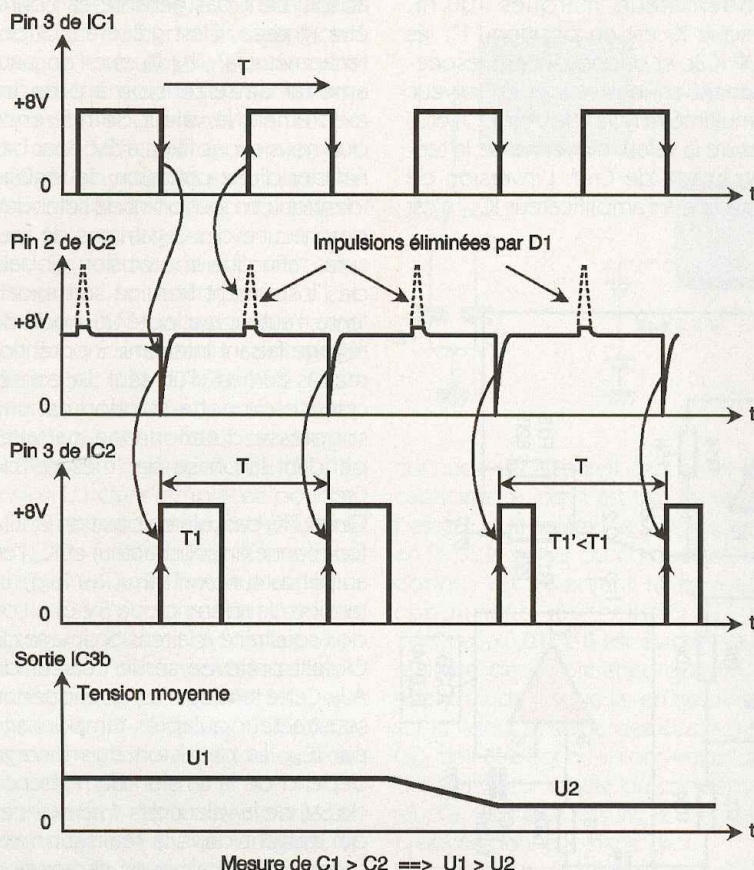 Pin 3 de IC1
T
+8V
0
t
Pin 2 de IC2
Impulsions éliminées par D1
+8V
0
t
Pin 3 de IC2
T
T
+8V
T1
T1'<T1
0
t
Sortie IC3b
Tension moyenne
U1
U2
0
t
Mesure de C1 > C2 ==> U1 > U2